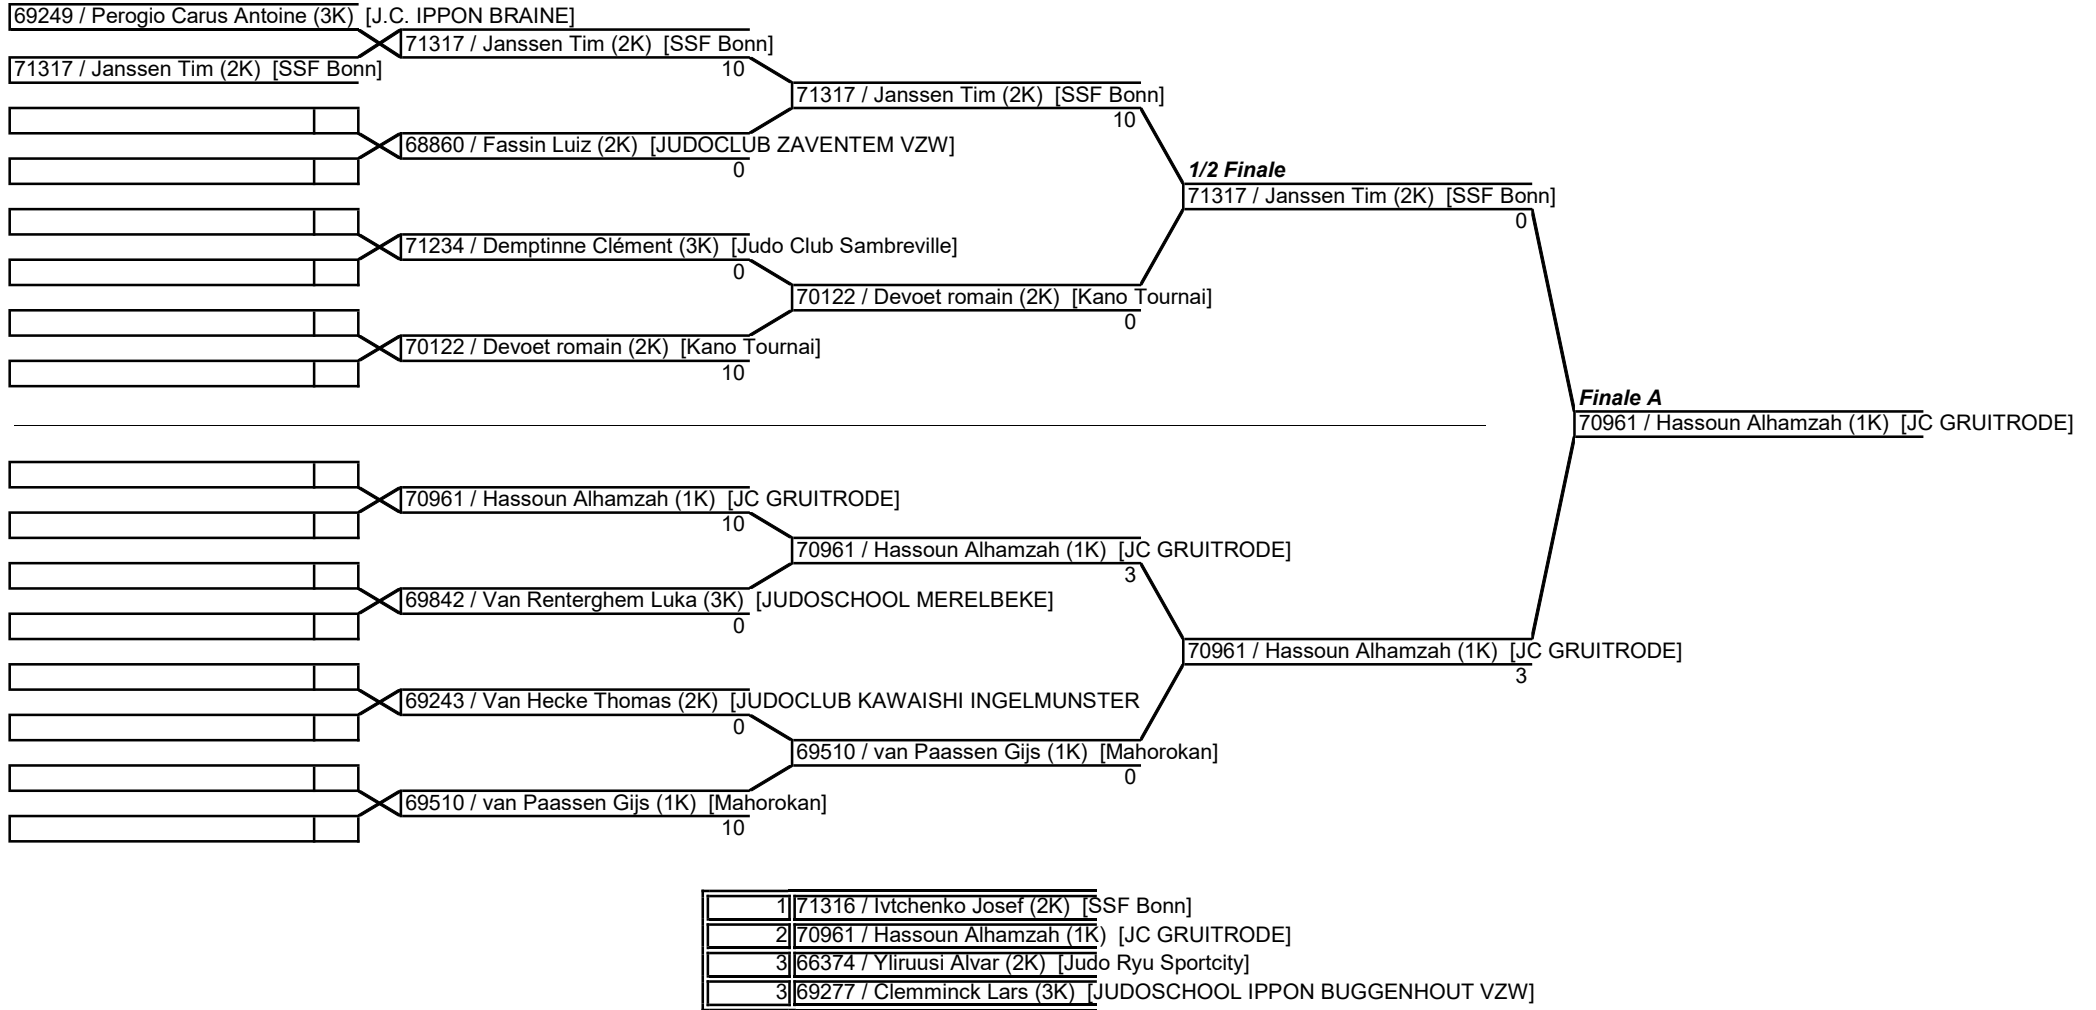 69249 / Perogio Carus Antoine (3K)  [J.C. IPPON BRAINE]
71317 / Janssen Tim (2K)  [SSF Bonn]
71317 / Janssen Tim (2K)  [SSF Bonn]
10
71317 / Janssen Tim (2K)  [SSF Bonn]
10
68860 / Fassin Luiz (2K)  [JUDOCLUB ZAVENTEM VZW]
0
1/2 Finale
71317 / Janssen Tim (2K)  [SSF Bonn]
0
71234 / Demptinne Clément (3K)  [Judo Club Sambreville]
0
70122 / Devoet romain (2K)  [Kano Tournai]
0
70122 / Devoet romain (2K)  [Kano Tournai]
10
Finale A
70961 / Hassoun Alhamzah (1K)  [JC GRUITRODE]
70961 / Hassoun Alhamzah (1K)  [JC GRUITRODE]
10
70961 / Hassoun Alhamzah (1K)  [JC GRUITRODE]
3
69842 / Van Renterghem Luka (3K)  [JUDOSCHOOL MERELBEKE]
0
70961 / Hassoun Alhamzah (1K)  [JC GRUITRODE]
3
69243 / Van Hecke Thomas (2K)  [JUDOCLUB KAWAISHI INGELMUNSTER
0
69510 / van Paassen Gijs (1K)  [Mahorokan]
0
69510 / van Paassen Gijs (1K)  [Mahorokan]
10
1 71316 / Ivtchenko Josef (2K)  [SSF Bonn]
2 70961 / Hassoun Alhamzah (1K)  [JC GRUITRODE]
3 66374 / Yliruusi Alvar (2K)  [Judo Ryu Sportcity]
3 69277 / Clemminck Lars (3K)  [JUDOSCHOOL IPPON BUGGENHOUT VZW]